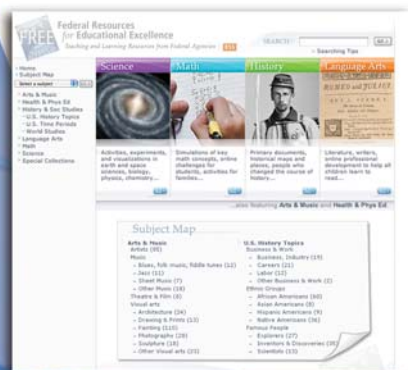 FREE
Federal Resources
for Educational Excellence
Teaching and Learning Resources from Federal Agencies
SEARCH:
Searching Tips
Home
Subject Map
Select a subject
Arts & Music
Health & Phys Ed
History & Soc Studies
U.S. History Topics
U.S. Time Periods
World Studies
Language Arts
Math
Science
Special Collections
Science
Activities, experiments,
and visualizations in
earth and space
sciences, biology,
physics, chemistry...
Math
Simulations of key
math concepts, online
challenges for
students, activities for
families...
History
Primary documents,
historical maps and
places, people who
changed the course of
history...
Language Arts
ROMEO and JULIET
Literature, writers,
online professional
development to help all
children learn to
read...
...also featuring Arts & Music and Health & Phys Ed
Subject Map
Arts & Music
Music
Blues, folk music, fiddle tunes (12)
Jazz (11)
Sheet Music (7)
Other Music (18)
Theatre & Film (8)
Visual arts
Architecture (24)
Drawing & Prints (13)
Painting (115)
Photography (28)
Sculpture (18)
Other Visual arts (23)
U.S. History Topics
Business & Work
Business, Industry (19)
Careers (21)
Labor (12)
Other Business & Work (2)
Ethnic Groups
African Americans (60)
Asian Americans (8)
Hispanic Americans (9)
Native Americans (36)
Famous People
Explorers (27)
Inventors & Discoveries (35)
Scientists (13)